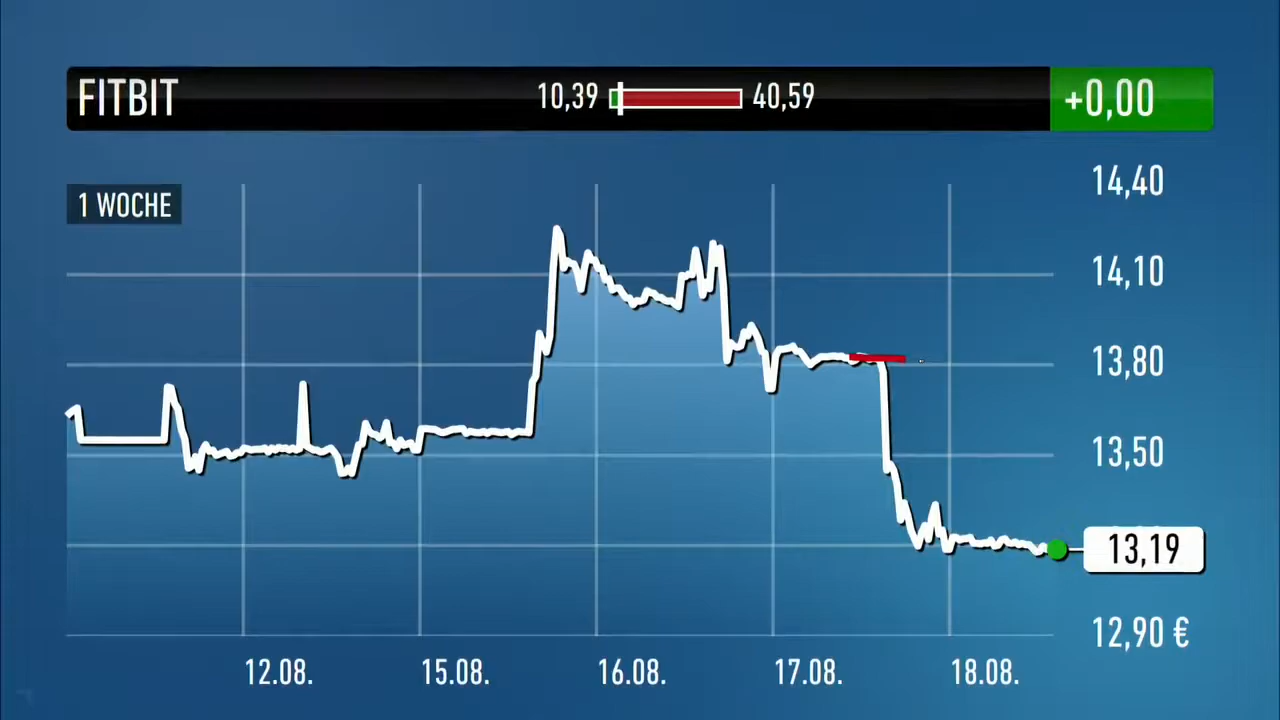 FITBIT 10,39 40,59 +0,00
1 WOCHE
14,40
14,10
13,80
13,50
13,19
12,90 €
12.08. 15.08. 16.08. 17.08. 18.08.